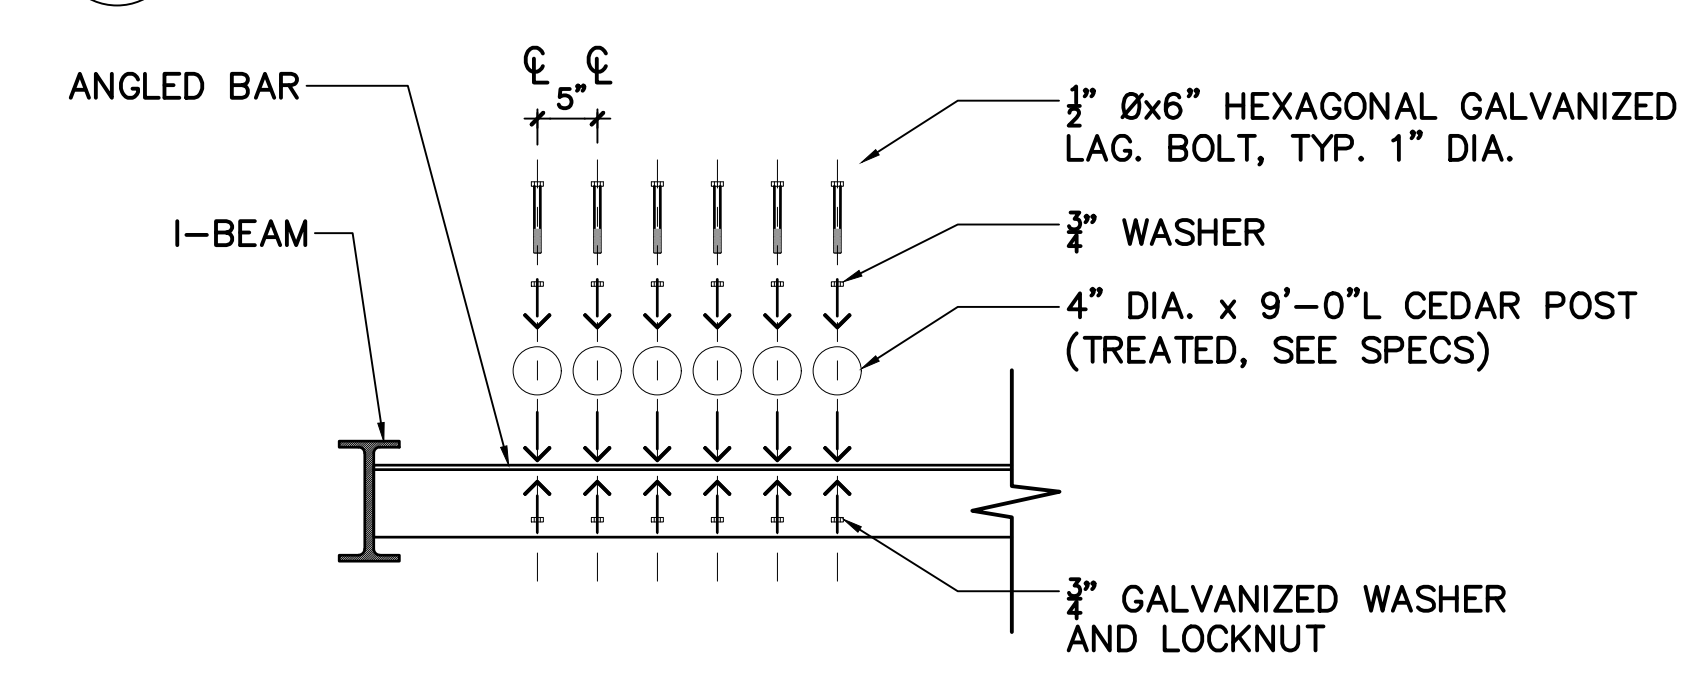 ℄ ℄
5"
ANGLED BAR
I-BEAM
1/2" Øx6" HEXAGONAL GALVANIZED
LAG. BOLT, TYP. 1" DIA.
3/4" WASHER
4" DIA. x 9'-0"L CEDAR POST
(TREATED, SEE SPECS)
3/4" GALVANIZED WASHER
AND LOCKNUT